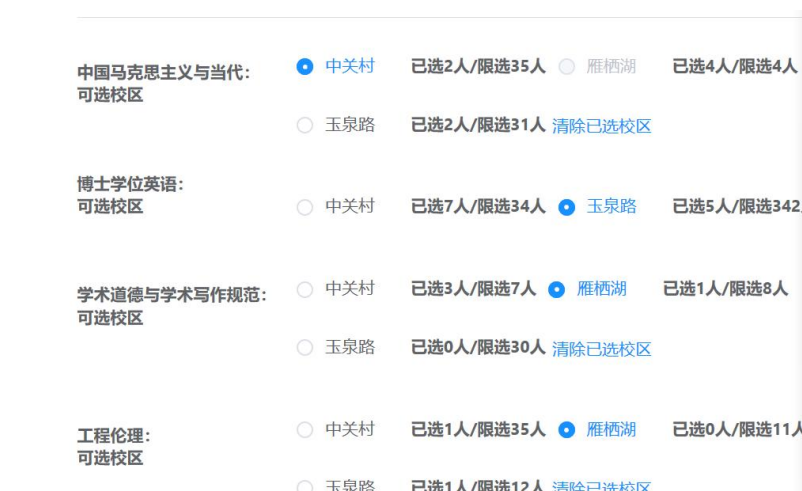 中国马克思主义与当代：
可选校区
中关村 已选2人/限选35人 雁栖湖 已选4人/限选4人
玉泉路 已选2人/限选31人 清除已选校区
博士学位英语：
可选校区
中关村 已选7人/限选34人 玉泉路 已选5人/限选342
学术道德与学术写作规范：
可选校区
中关村 已选3人/限选7人 雁栖湖 已选1人/限选8人
玉泉路 已选0人/限选30人 清除已选校区
工程伦理：
可选校区
中关村 已选1人/限选35人 雁栖湖 已选0人/限选11人
玉泉路 已选1人/限选12人 清除已选校区